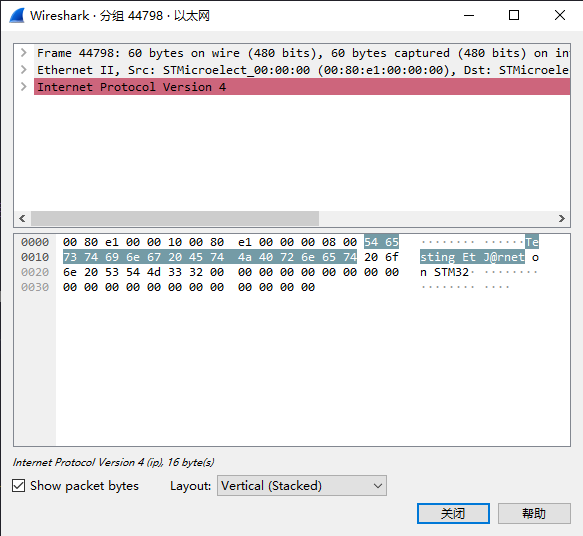 Wireshark · 分组 44798 · 以太网
Frame 44798: 60 bytes on wire (480 bits), 60 bytes captured (480 bits) on int
Ethernet II, Src: STMicroelect_00:00:00 (00:80:e1:00:00:00), Dst: STMicroele
Internet Protocol Version 4
0000 00 80 e1 00 00 10 00 80 e1 00 00 00 08 00 54 65 ········ ······Te
0010 73 74 69 6e 67 20 45 74 4a 40 72 6e 65 74 20 6f sting Et J@rnet o
0020 6e 20 53 54 4d 33 32 00 00 00 00 00 00 00 00 00 n STM32· ········
0030 00 00 00 00 00 00 00 00 00 00 00 00 ········ ····
Internet Protocol Version 4 (ip), 16 byte(s)
Show packet bytes Layout: Vertical (Stacked)
关闭 帮助